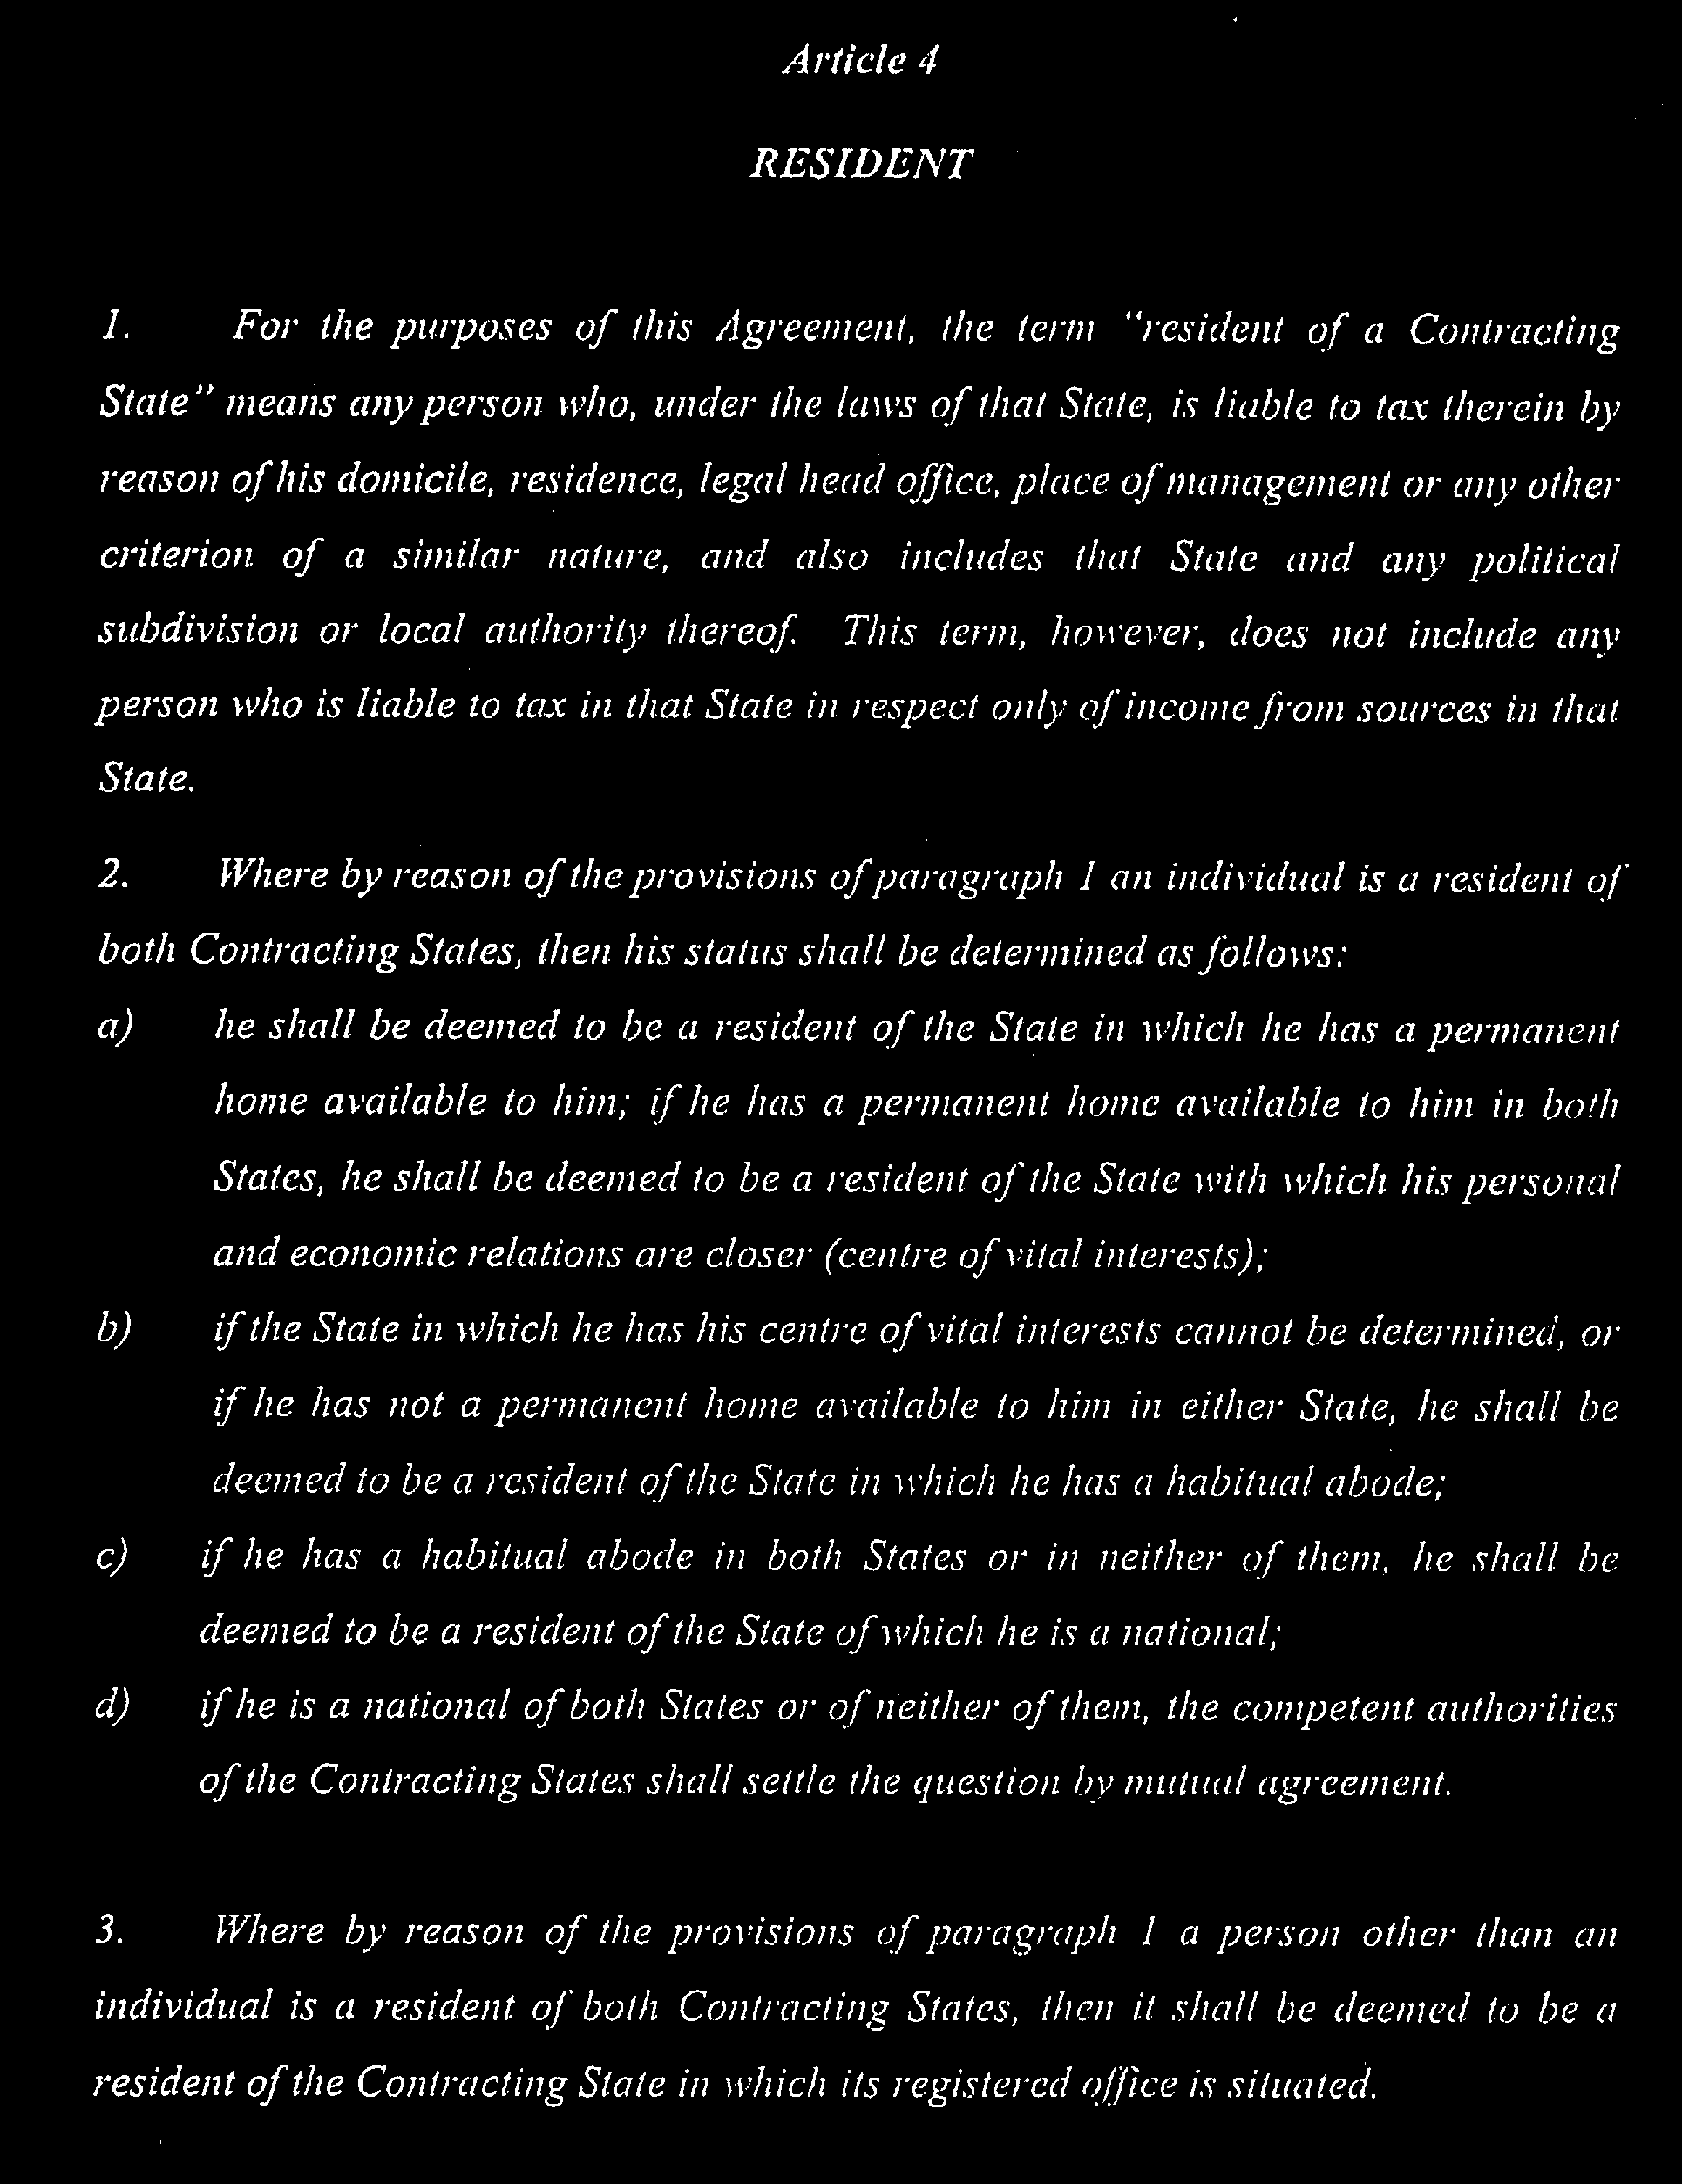 Article 4
RESIDENT
1. For the purposes of this Agreement, the term "resident of a Contracting
State" means any person who, under the laws of that State, is liable to tax therein by
reason of his domicile, residence, legal head office, place of management or any other
criterion of a similar nature, and also includes that State and any political
subdivision or local authority thereof. This term, however, does not include any
person who is liable to tax in that State in respect only of income from sources in that
State.
2. Where by reason of the provisions of paragraph 1 an individual is a resident of
both Contracting States, then his status shall be determined as follows:
a) he shall be deemed to be a resident of the State in which he has a permanent
home available to him; if he has a permanent home available to him in both
States, he shall be deemed to be a resident of the State with which his personal
and economic relations are closer (centre of vital interests);
b) if the State in which he has his centre of vital interests cannot be determined, or
if he has not a permanent home available to him in either State, he shall be
deemed to be a resident of the State in which he has a habitual abode;
c) if he has a habitual abode in both States or in neither of them, he shall be
deemed to be a resident of the State of which he is a national;
d) if he is a national of both States or of neither of them, the competent authorities
of the Contracting States shall settle the question by mutual agreement.
3. Where by reason of the provisions of paragraph 1 a person other than an
individual is a resident of both Contracting States, then it shall be deemed to be a
resident of the Contracting State in which its registered office is situated.